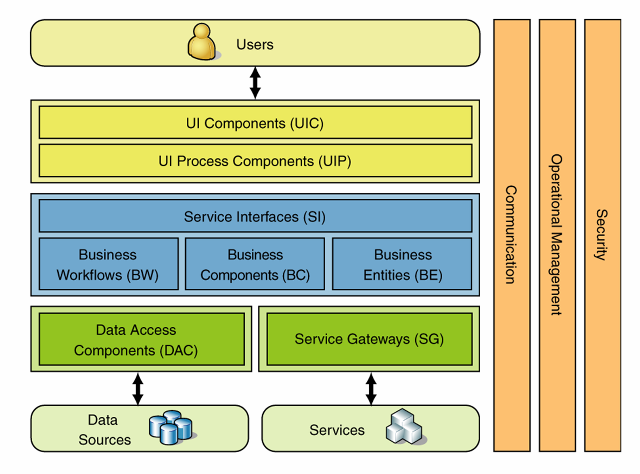 Users
UI Components (UIC)
UI Process Components (UIP)
Service Interfaces (SI)
Business
Workflows (BW)
Business
Components (BC)
Business
Entities (BE)
Data Access
Components (DAC)
Service Gateways (SG)
Data
Sources
Services
Communication
Operational Management
Security